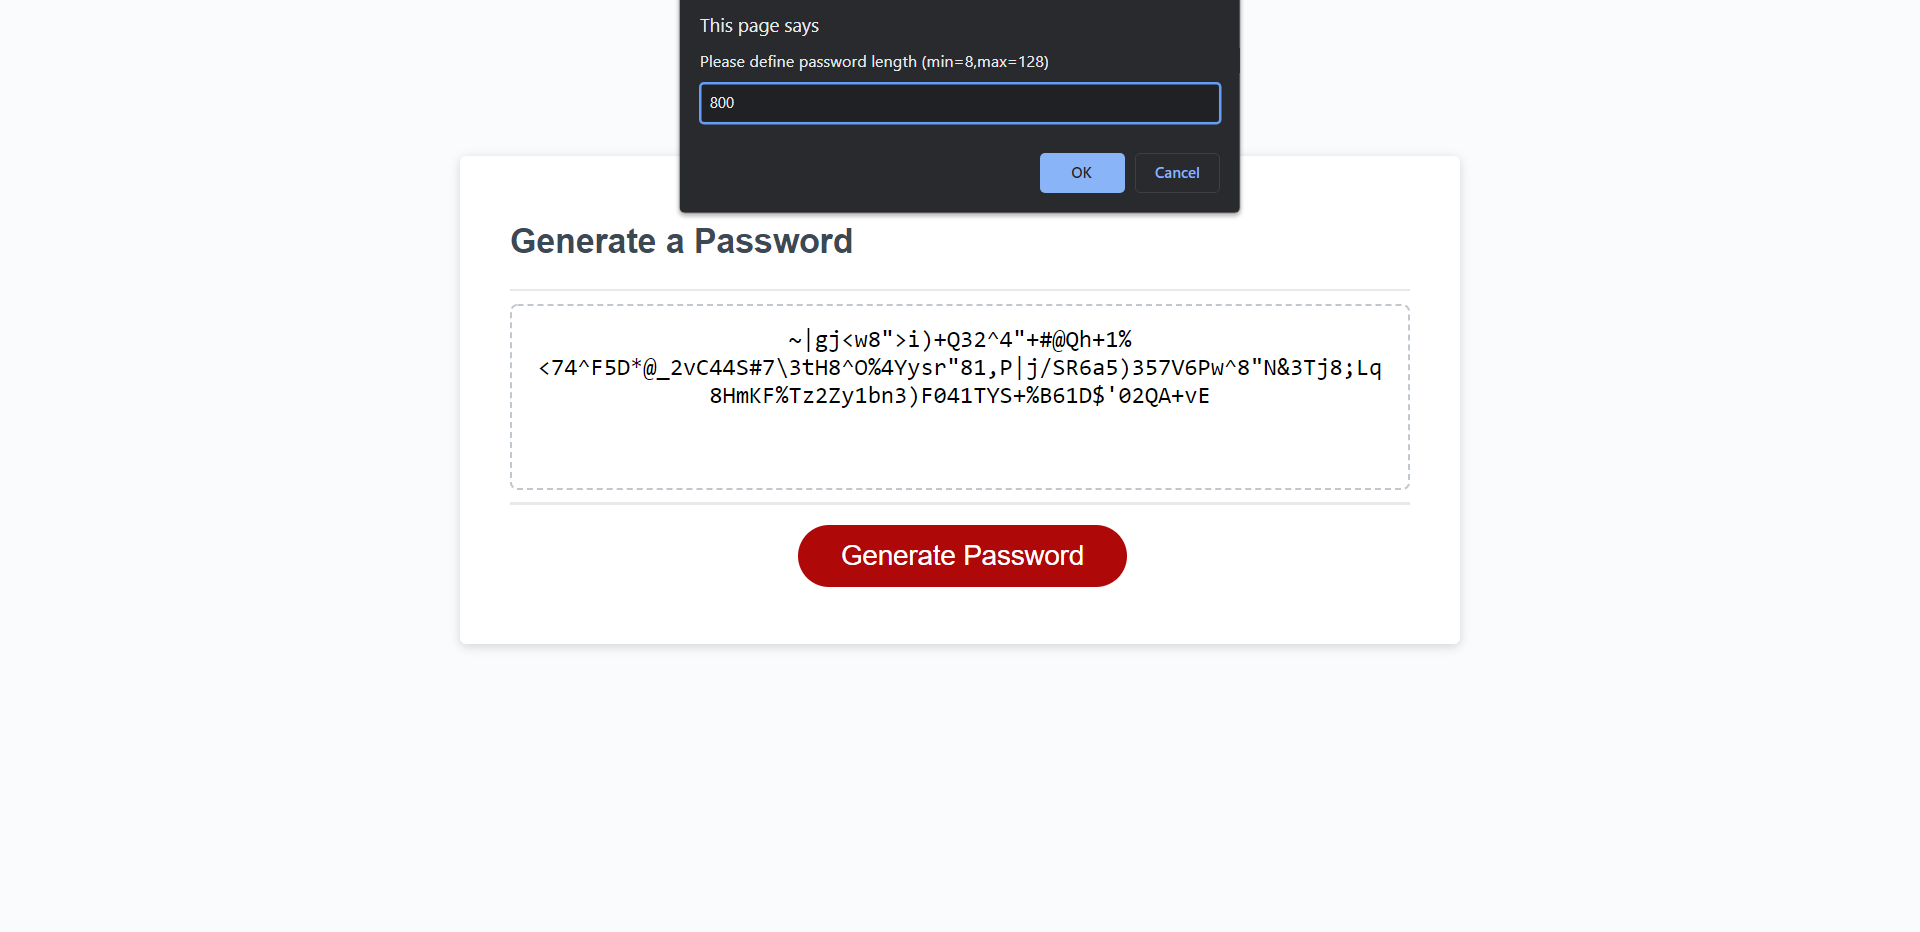 This page says
Please define password length (min=8,max=128)
800
OK Cancel
Generate a Password
~|gj<w8">i)+Q32^4"+#@Qh+1%
<74^F5D*@_2vC44S#7\3tH8^O%4Yysr"81,P|j/SR6a5)357V6Pw^8"N&3Tj8;Lq
8HmKF%Tz2Zy1bn3)F041TYS+%B61D$'02QA+vE
Generate Password